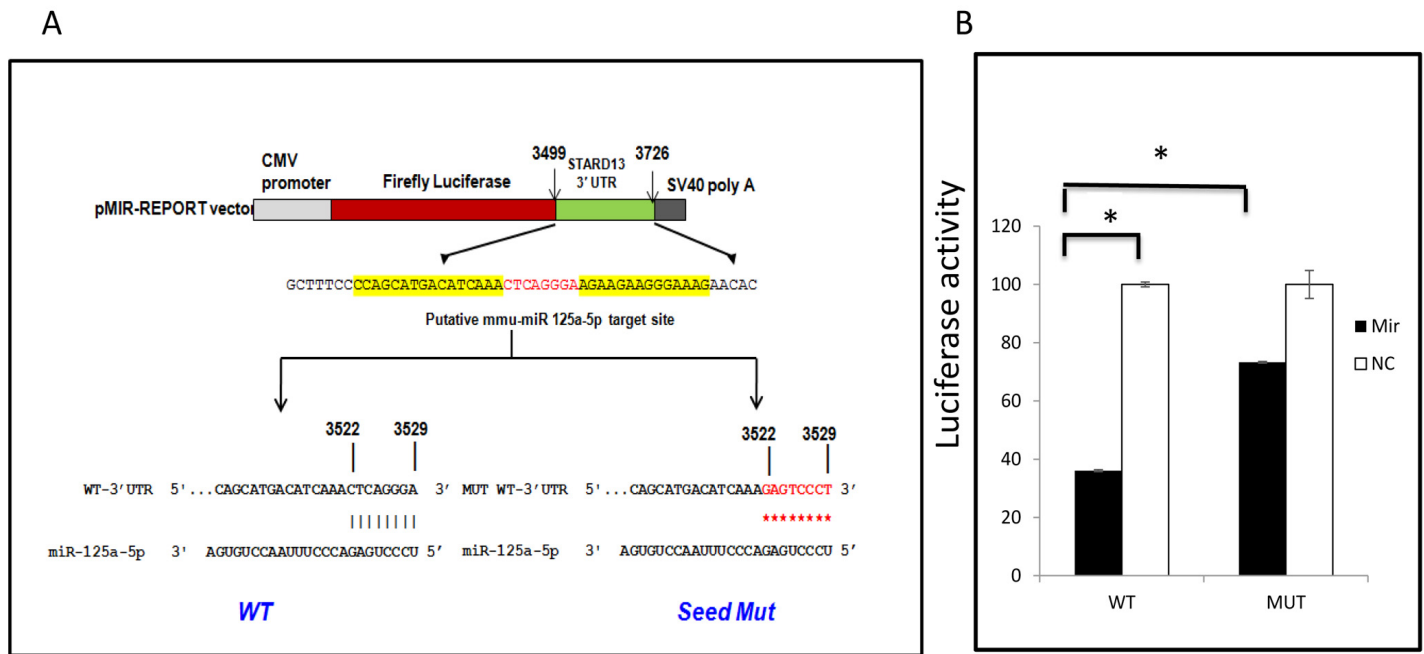 A
B
CMV promoter
Firefly Luciferase
3499
STARD13
3' UTR
3726
SV40 poly A
pMIR-REPORT vector
GCTTTCCCCAGCATGACATCAAACTCAGGGAAGAAGAAGGGAAAGAACAC
Putative mmu-miR 125a-5p target site
3522 3529
3522 3529
WT-3'UTR 5'...CAGCATGACATCAAACTCAGGGA 3'
MUT WT-3'UTR 5'...CAGCATGACATCAAAGAGTCCCT 3'
||||||||
********
miR-125a-5p 3' AGUGUCCAAUUUCCCAGAGUCCCU 5'
miR-125a-5p 3' AGUGUCCAAUUUCCCAGAGUCCCU 5'
WT
Seed Mut
Luciferase activity
*
*
120
100
80
60
40
20
0
WT
MUT
Mir
NC